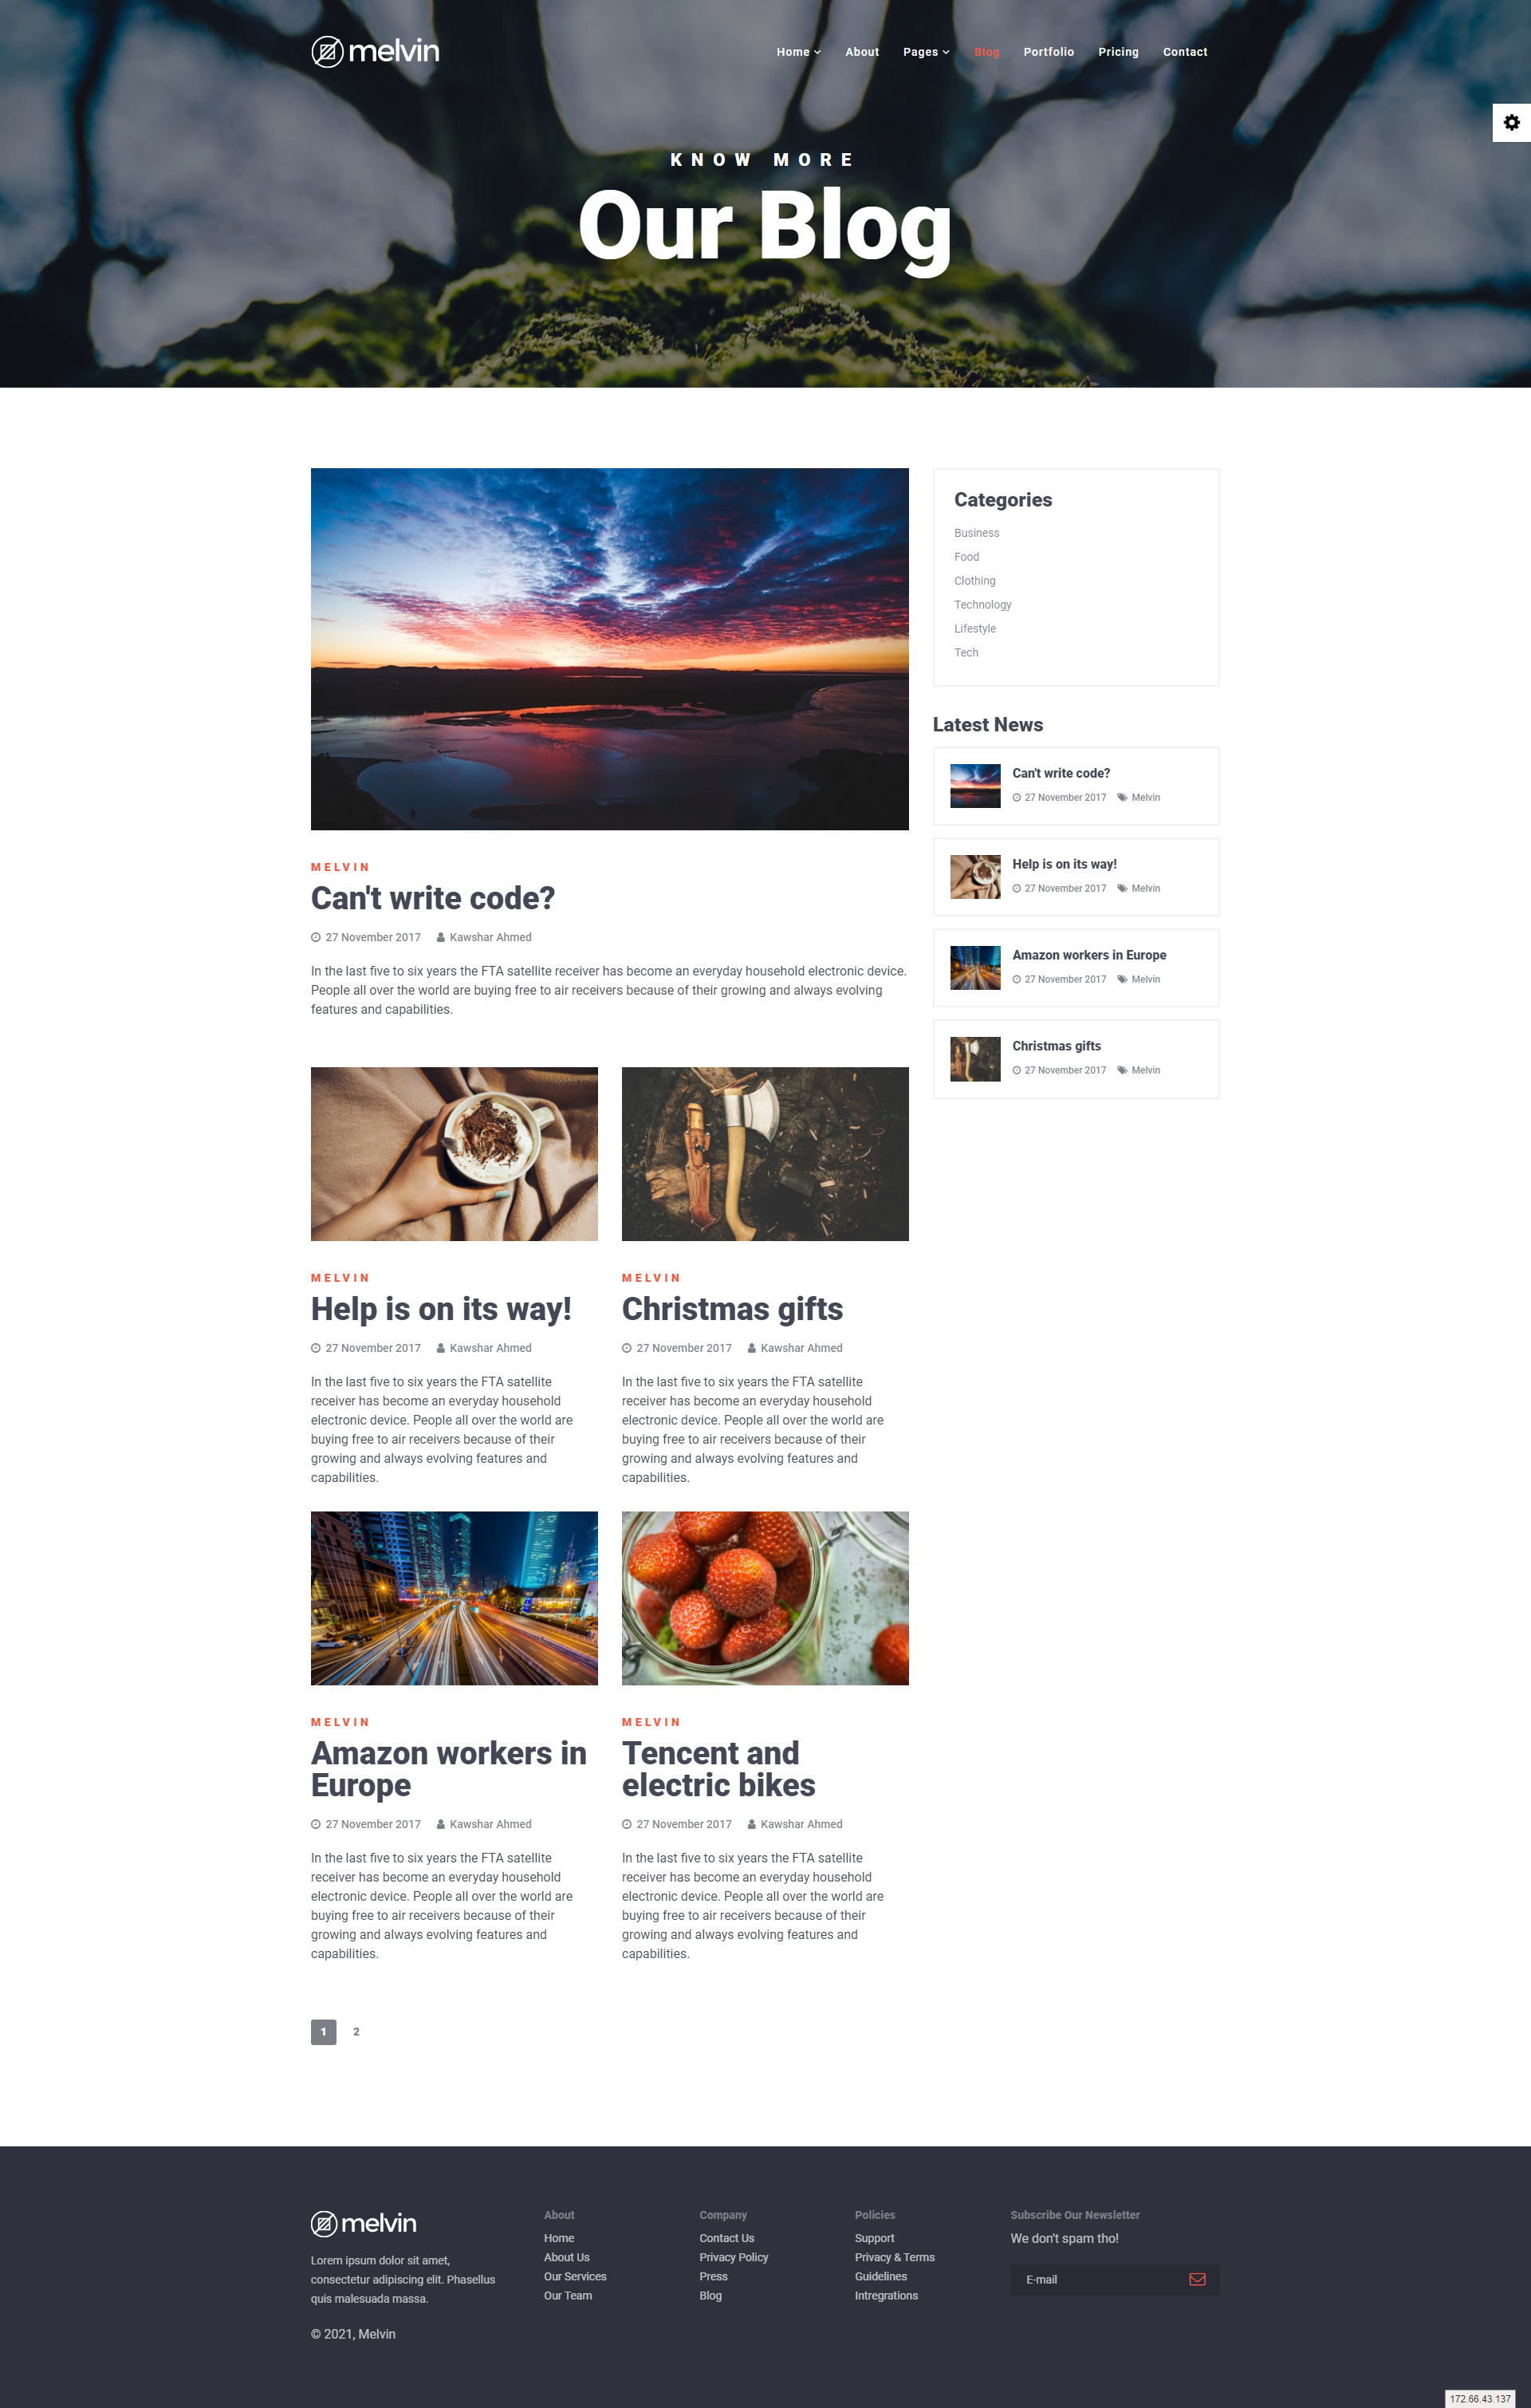 melvin
Home About Pages Blog Portfolio Pricing Contact
KNOW MORE
Our Blog
MELVIN
Can't write code?
27 November 2017 Kawshar Ahmed
In the last five to six years the FTA satellite receiver has become an everyday household electronic device.
People all over the world are buying free to air receivers because of their growing and always evolving
features and capabilities.
MELVIN
Help is on its way!
27 November 2017 Kawshar Ahmed
In the last five to six years the FTA satellite
receiver has become an everyday household
electronic device. People all over the world are
buying free to air receivers because of their
growing and always evolving features and
capabilities.
MELVIN
Christmas gifts
27 November 2017 Kawshar Ahmed
In the last five to six years the FTA satellite
receiver has become an everyday household
electronic device. People all over the world are
buying free to air receivers because of their
growing and always evolving features and
capabilities.
MELVIN
Amazon workers in
Europe
27 November 2017 Kawshar Ahmed
In the last five to six years the FTA satellite
receiver has become an everyday household
electronic device. People all over the world are
buying free to air receivers because of their
growing and always evolving features and
capabilities.
MELVIN
Tencent and
electric bikes
27 November 2017 Kawshar Ahmed
In the last five to six years the FTA satellite
receiver has become an everyday household
electronic device. People all over the world are
buying free to air receivers because of their
growing and always evolving features and
capabilities.
1 2
Categories
Business
Food
Clothing
Technology
Lifestyle
Tech
Latest News
Can't write code?
27 November 2017 Melvin
Help is on its way!
27 November 2017 Melvin
Amazon workers in Europe
27 November 2017 Melvin
Christmas gifts
27 November 2017 Melvin
melvin
Lorem ipsum dolor sit amet,
consectetur adipiscing elit. Phasellus
quis malesuada massa.
© 2021, Melvin
About
Home
About Us
Our Services
Our Team
Company
Contact Us
Privacy Policy
Press
Blog
Policies
Support
Privacy & Terms
Guidelines
Intregrations
Subscribe Our Newsletter
We don't spam tho!
E-mail
172.66.43.137